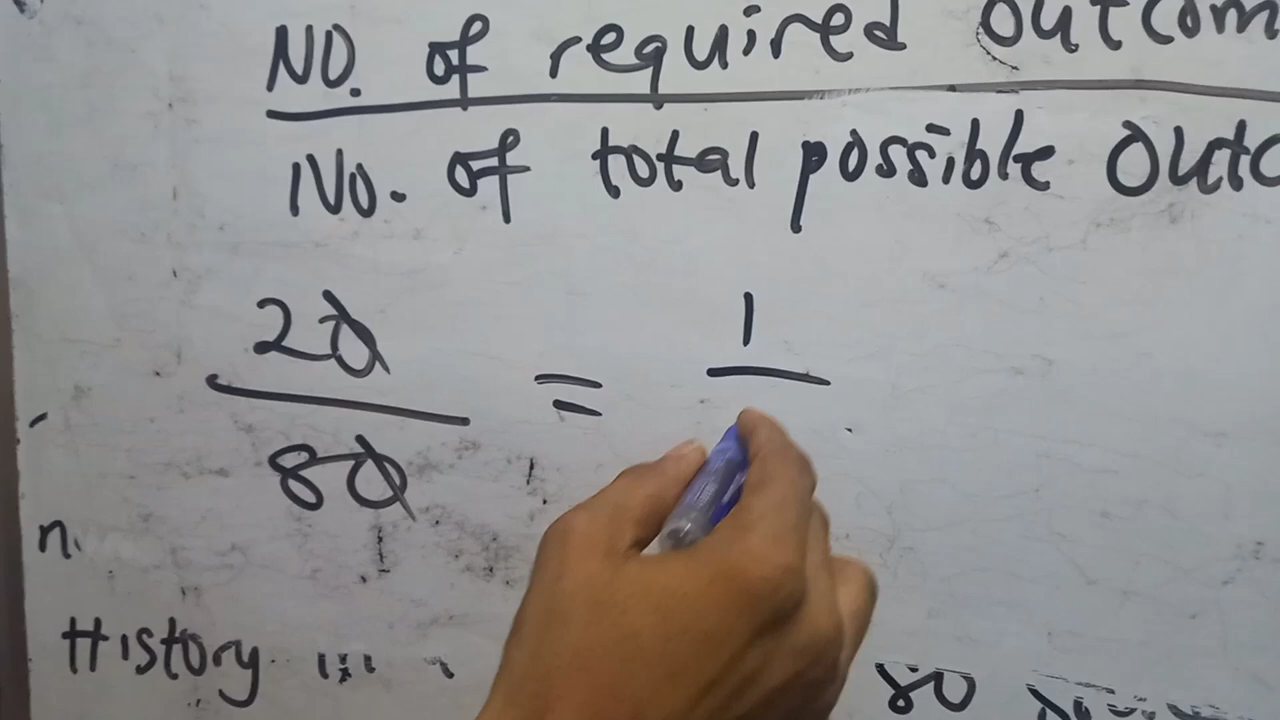 NO. of required outcom
No. of total possible outc
20
80
=
1
n.
History
80